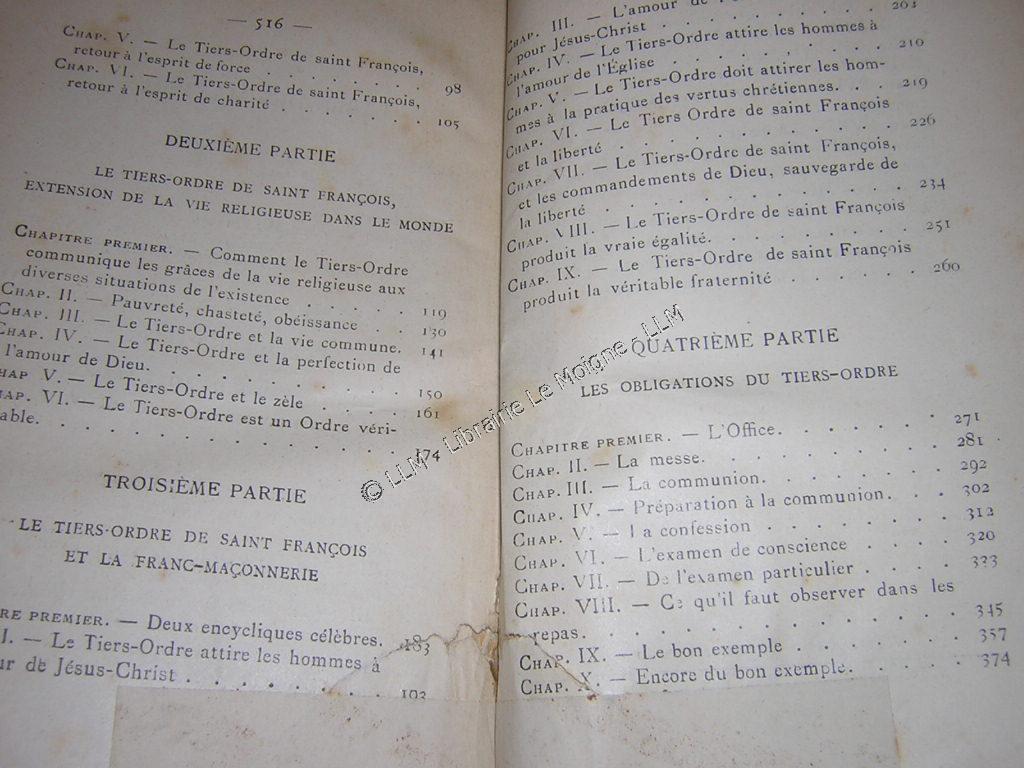 — 516 —
CHAP. V. — Le Tiers-Ordre de saint François,
retour à l'esprit de force . . . . . . . 98
CHAP. VI. — Le Tiers-Ordre de saint François,
retour à l'esprit de charité . . . . . . . 105
DEUXIÈME PARTIE
LE TIERS-ORDRE DE SAINT FRANÇOIS,
EXTENSION DE LA VIE RELIGIEUSE DANS LE MONDE
CHAPITRE PREMIER. — Comment le Tiers-Ordre
communique les grâces de la vie religieuse aux
diverses situations de l'existence . . . . . 119
CHAP. II. — Pauvreté, chasteté, obéissance . . 130
CHAP. III. — Le Tiers-Ordre et la vie commune. 141
CHAP. IV. — Le Tiers-Ordre et la perfection de
l'amour de Dieu. . . . . . . . . . 150
HAP V. — Le Tiers-Ordre et le zèle . . . . . 161
AP. VI. — Le Tiers-Ordre est un Ordre véri-
able. . . . . . . . . . . . . 174
TROISIÈME PARTIE
LE TIERS-ORDRE DE SAINT FRANÇOIS
ET LA FRANC-MAÇONNERIE
RE PREMIER. — Deux encycliques célèbres. . 183
I. — Le Tiers-Ordre attire les hommes à
ur de Jésus-Christ . . . . . . . . 193
CHAP. III. — L'amour de
pour Jésus-Christ . . . . . . . 203
CHAP. IV. — Le Tiers-Ordre attire les hommes à
l'amour de l'Église . . . . . . . . 210
CHAP. V. — Le Tiers-Ordre doit attirer les hom-
mes à la pratique des vertus chrétiennes. . . 219
CHAP. VI. — Le Tiers Ordre de saint François
et la liberté . . . . . . . . . . 226
CHAP. VII. — Le Tiers-Ordre de saint François,
et les commandements de Dieu, sauvegarde de
la liberté . . . . . . . . . . . 234
CHAP. VIII. — Le Tiers-Ordre de saint François
produit la vraie égalité. . . . . . . . 251
CHAP. IX. — Le Tiers-Ordre de saint François
produit la véritable fraternité . . . . . 260
QUATRIÈME PARTIE
LES OBLIGATIONS DU TIERS-ORDRE
CHAPITRE PREMIER. — L'Office. . . . . . . 271
CHAP. II. — La messe. . . . . . . . . 281
CHAP. III. — La communion. . . . . . . 292
CHAP. IV. — Préparation à la communion. . . 302
CHAP. V. — La confession . . . . . . . 312
CHAP. VI. — L'examen de conscience . . . . 320
CHAP. VII. — De l'examen particulier . . . . 333
CHAP. VIII. — Ce qu'il faut observer dans les
repas. . . . . . . . . . . . . 345
CHAP. IX. — Le bon exemple . . . . . . 357
CHAP. X. — Encore du bon exemple. . . . . 374
© LLM - Librairie Le Moigne - LLM